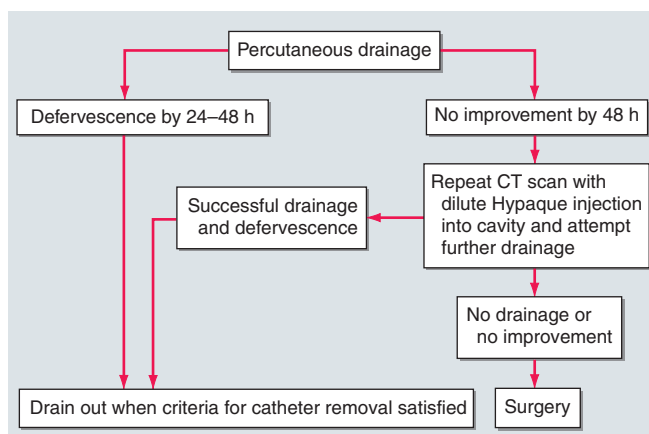 Percutaneous drainage
Defervescence by 24–48 h
No improvement by 48 h
Repeat CT scan with
dilute Hypaque injection
into cavity and attempt
further drainage
Successful drainage
and defervescence
No drainage or
no improvement
Drain out when criteria for catheter removal satisfied
Surgery